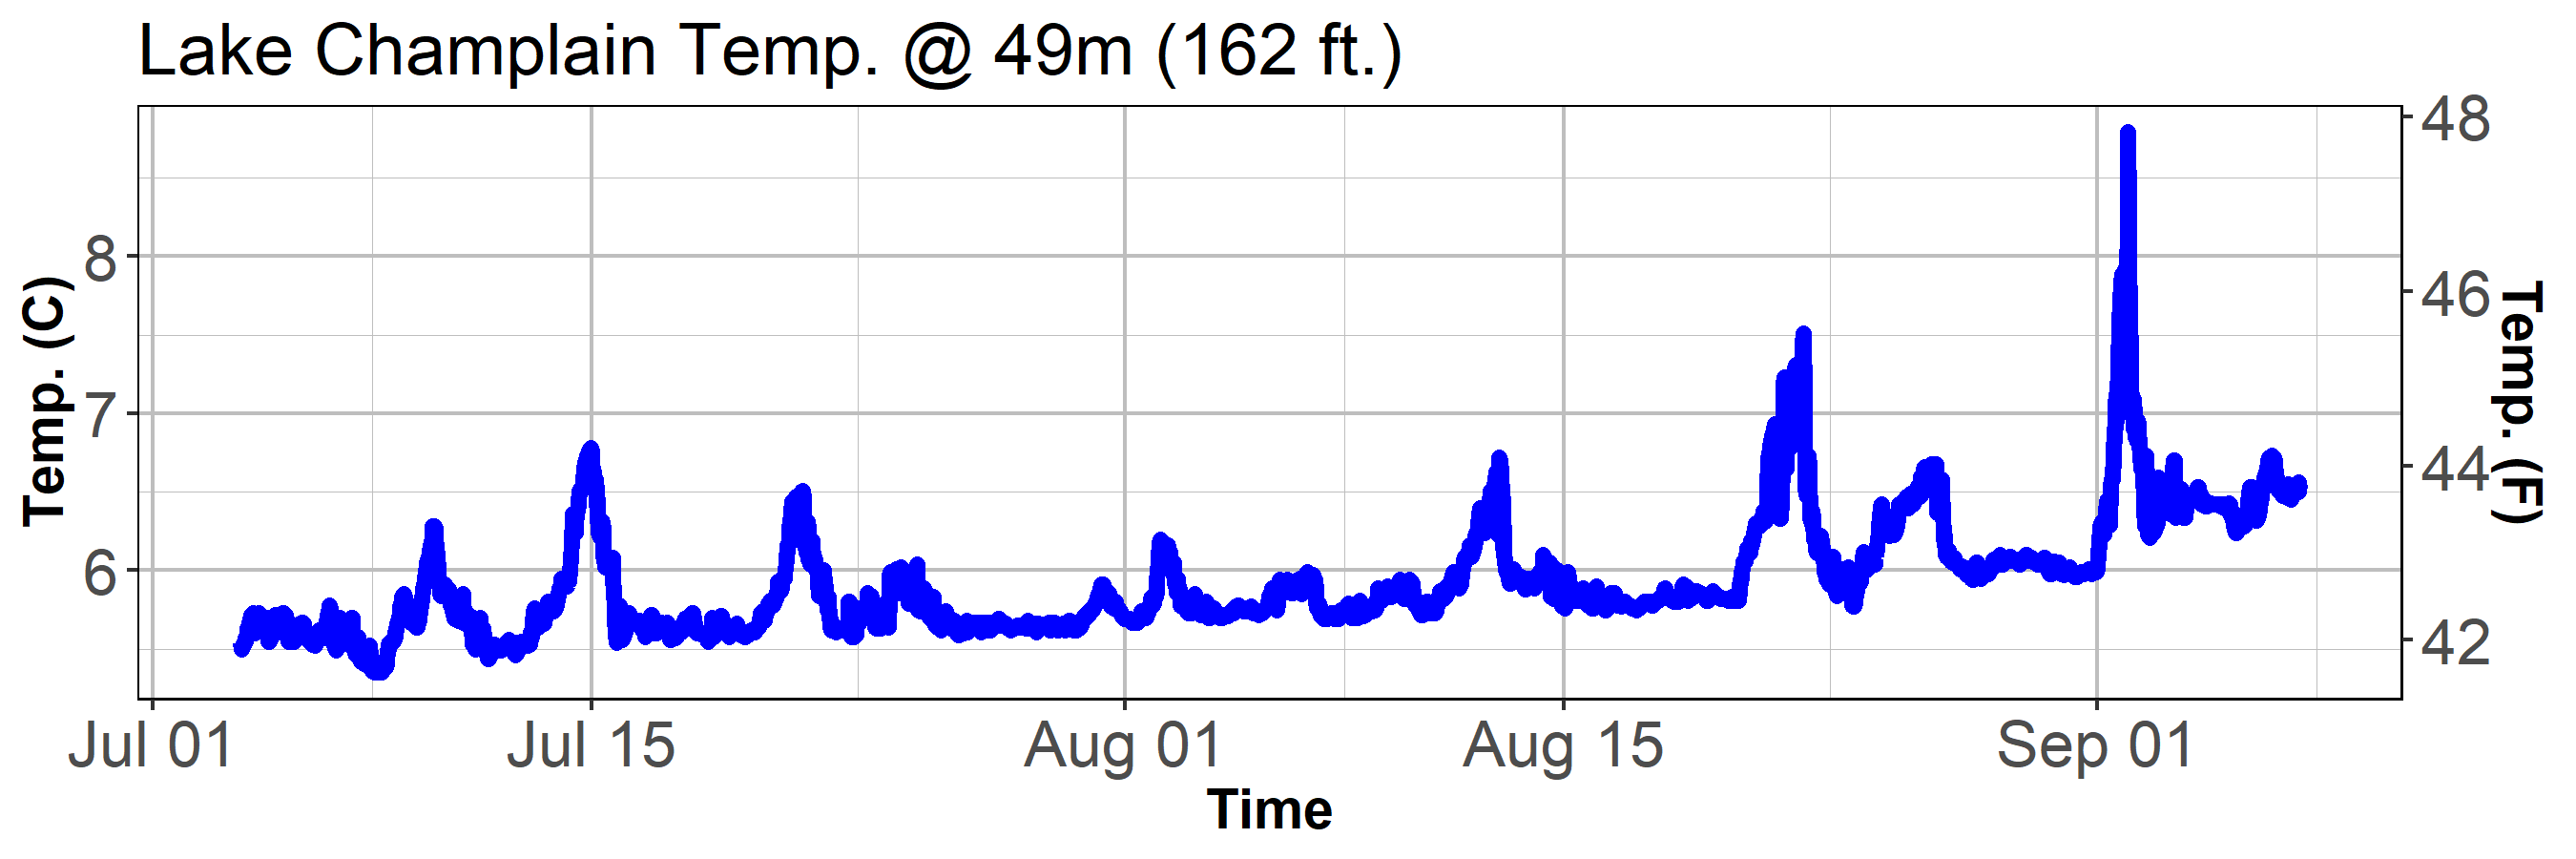 Lake Champlain Temp. @ 49m (162 ft.)
Temp. (C)
8
7
6
48
46
44
42
Temp. (F)
Jul 01 Jul 15 Aug 01 Aug 15 Sep 01
Time